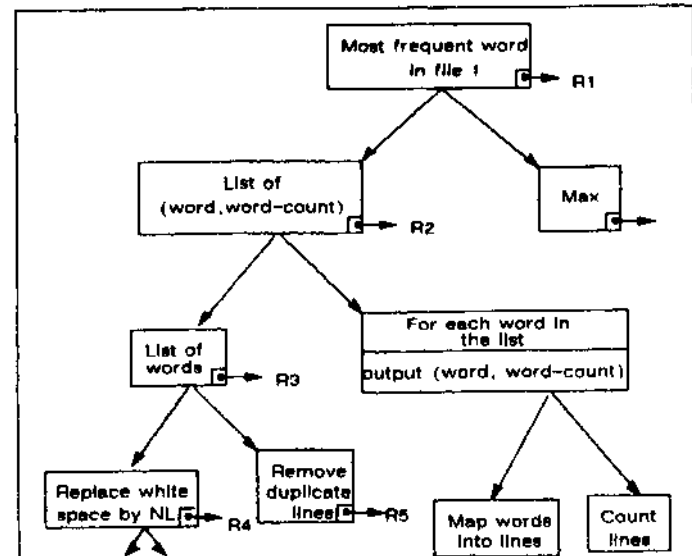 Most frequent word
in file 1
R1
List of
(word,word-count)
R2
Max
List of
words
R3
For each word in
the list
output (word, word-count)
Replace white
space by NL
R4
Remove
duplicate
lines
R5
Map words
into lines
Count
lines